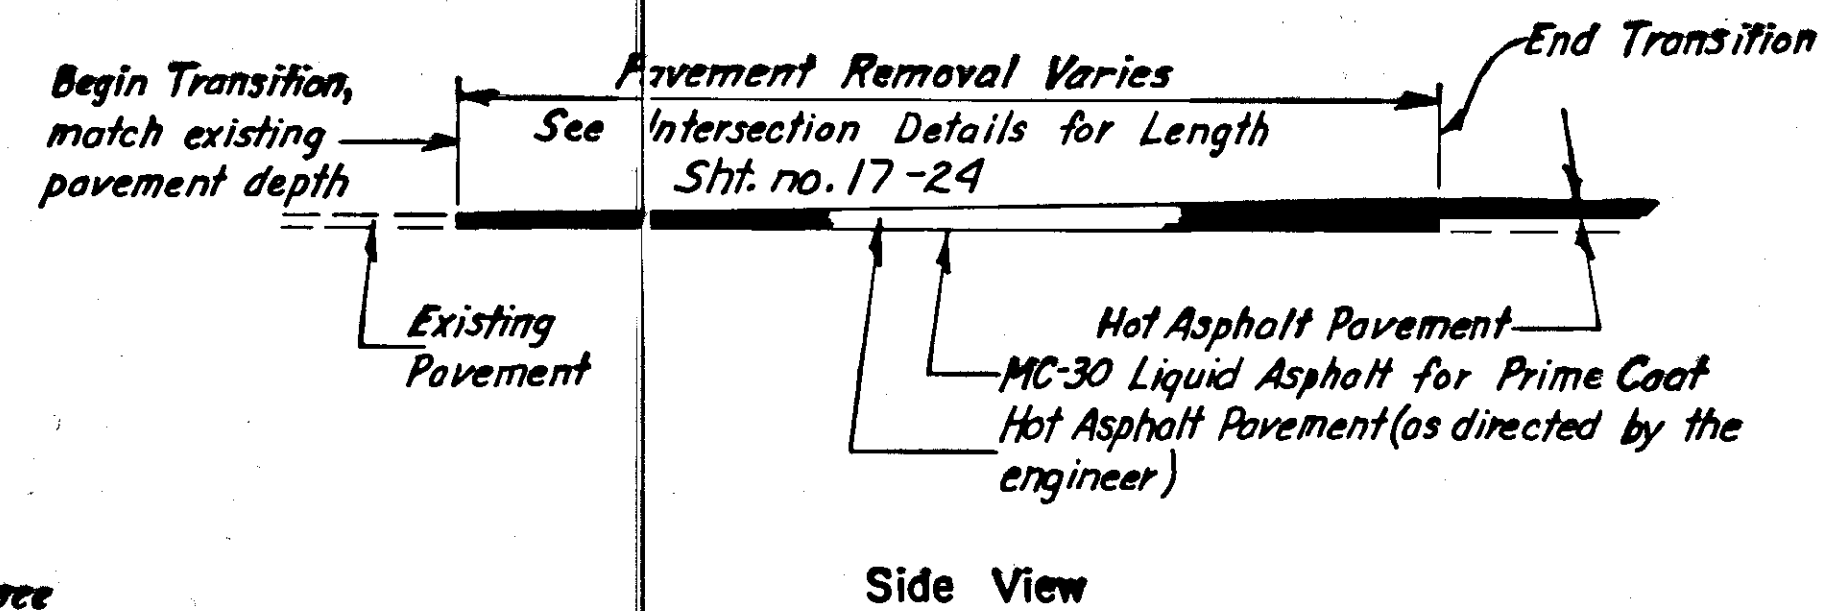 Begin Transition,
match existing
pavement depth
Pavement Removal Varies
See Intersection Details for Length
Sht. no. 17-24
End Transition
Existing
Pavement
Hot Asphalt Pavement
MC-30 Liquid Asphalt for Prime Coat
Hot Asphalt Pavement (as directed by the
engineer)
Side View